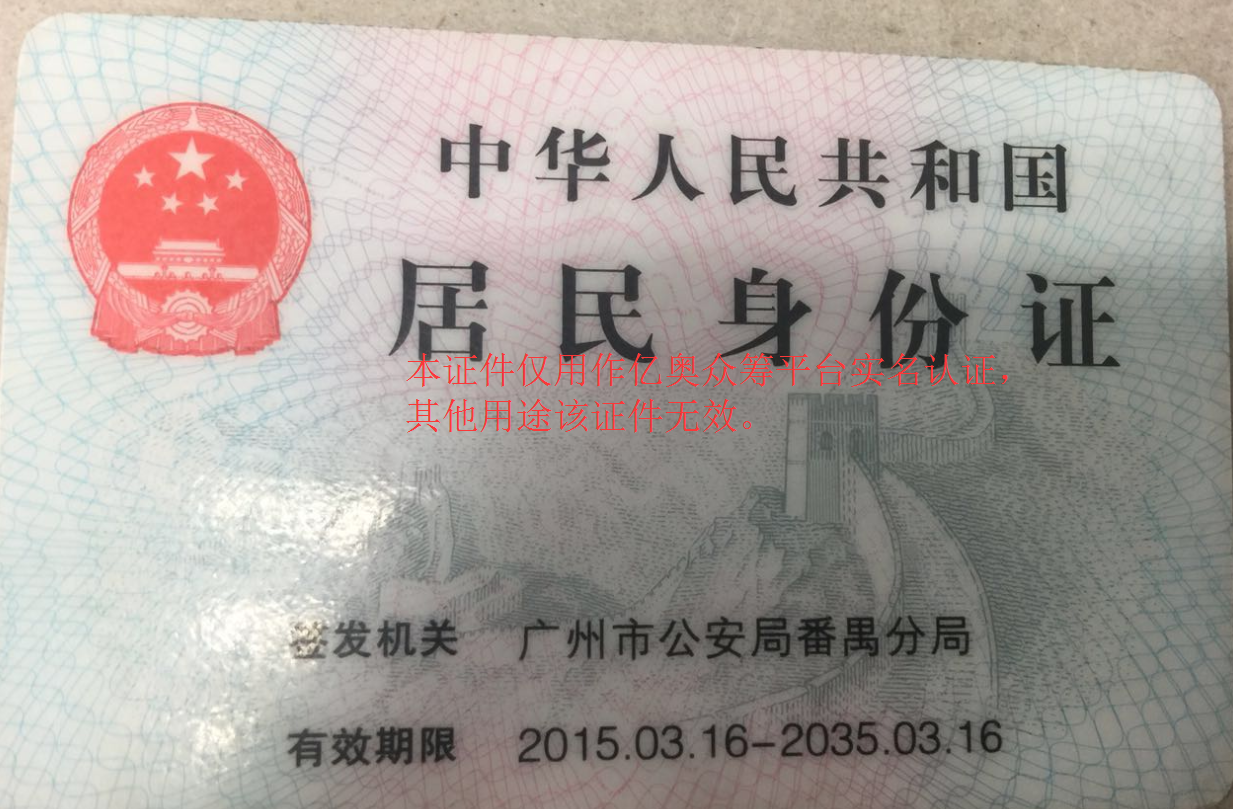 中华人民共和国
居民身份证
本证件仅用作亿奥众筹平台实名认证，
其他用途该证件无效。
签发机关 广州市公安局番禺分局
有效期限 2015.03.16-2035.03.16